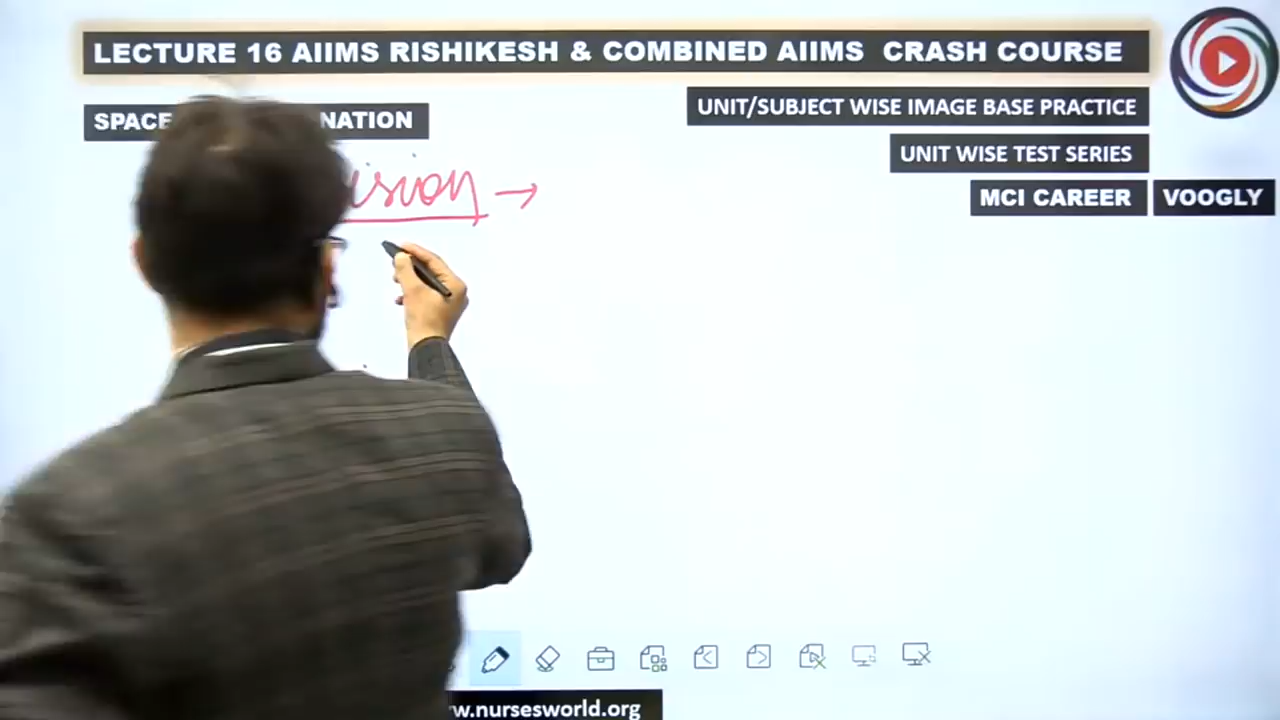 LECTURE 16 AIIMS RISHIKESH & COMBINED AIIMS CRASH COURSE
SPACE NATION
UNIT/SUBJECT WISE IMAGE BASE PRACTICE
UNIT WISE TEST SERIES
MCI CAREER VOOGLY
ision →
w.nursesworld.org